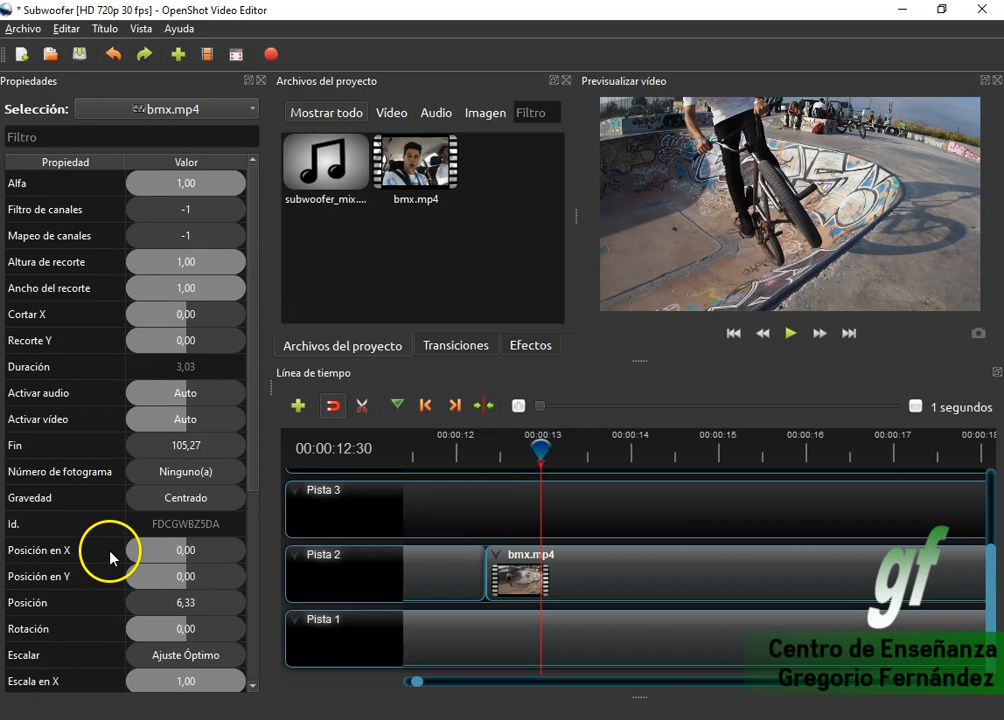 * Subwoofer [HD 720p 30 fps] - OpenShot Video Editor
Archivo Editar Título Vista Ayuda
Propiedades
Selección: bmx.mp4
Filtro
Propiedad Valor
Alfa 1,00
Filtro de canales -1
Mapeo de canales -1
Altura de recorte 1,00
Ancho del recorte 1,00
Cortar X 0,00
Recorte Y 0,00
Duración 3,03
Activar audio Auto
Activar vídeo Auto
Fin 105,27
Número de fotograma Ninguno(a)
Gravedad Centrado
Id. FDCGWBZ5DA
Posición en X 0,00
Posición en Y 0,00
Posición 6,33
Rotación 0,00
Escalar Ajuste Óptimo
Escala en X 1,00
Archivos del proyecto
Mostrar todo Vídeo Audio Imagen Filtro
subwoofer_mix....
bmx.mp4
Archivos del proyecto Transiciones Efectos
Previsualizar vídeo
Línea de tiempo
1 segundos
00:00:12:30
00:00:12 00:00:13 00:00:14 00:00:15 00:00:16 00:00:17 00:00:18
Pista 3
Pista 2
bmx.mp4
Pista 1
gf
Centro de Enseñanza
Gregorio Fernández